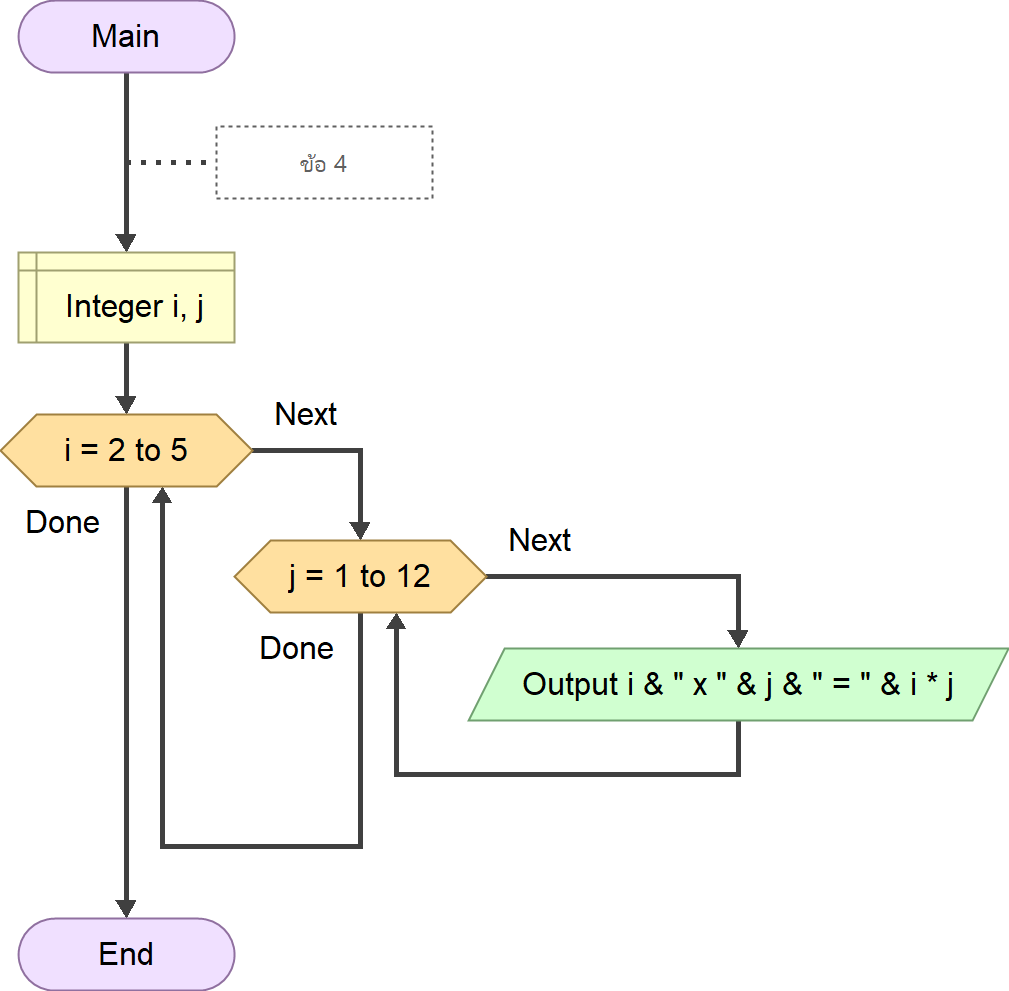 Main
ข้อ 4
Integer i, j
i = 2 to 5
Next
Done
j = 1 to 12
Next
Done
Output i & " x " & j & " = " & i * j
End